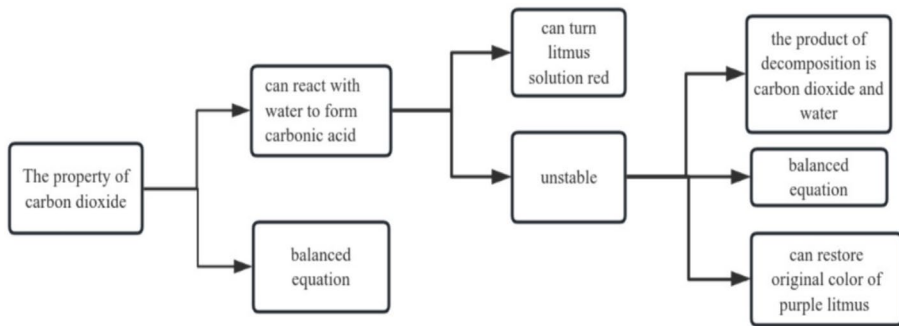 The property of
carbon dioxide
can react with
water to form
carbonic acid
balanced
equation
can turn
litmus
solution red
unstable
the product of
decomposition is
carbon dioxide and
water
balanced
equation
can restore
original color of
purple litmus